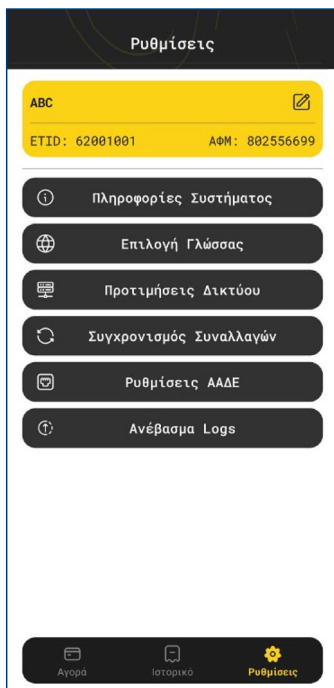 Ρυθμίσεις
ABC
ETID: 62001001 ΑΦΜ: 802556699
Πληροφορίες Συστήματος
Επιλογή Γλώσσας
Προτιμήσεις Δικτύου
Συγχρονισμός Συναλλαγών
Ρυθμίσεις ΑΑΔΕ
Ανέβασμα Logs
Αγορά Ιστορικό Ρυθμίσεις